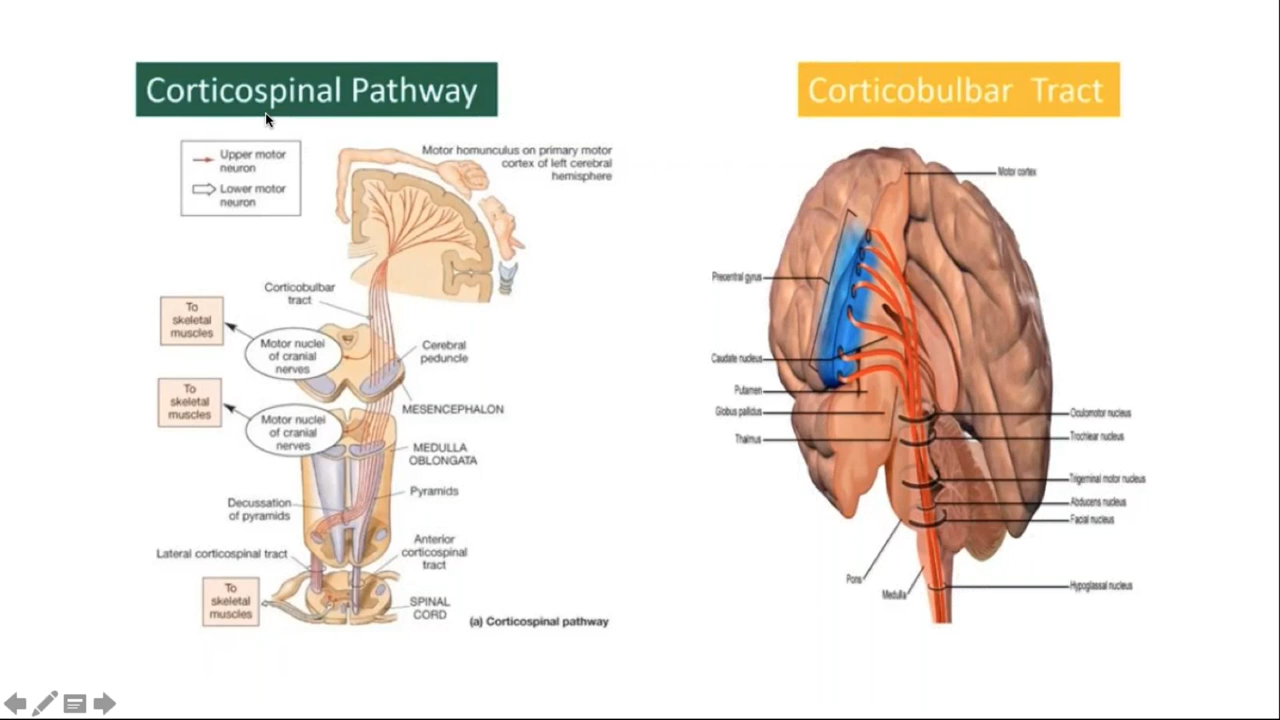 Corticospinal Pathway
Upper motor
neuron
Lower motor
neuron
Motor homunculus on primary motor
cortex of left cerebral
hemisphere
Corticobulbar
tract
To
skeletal
muscles
Motor nuclei
of cranial
nerves
Cerebral
peduncle
To
skeletal
muscles
MESENCEPHALON
Motor nuclei
of cranial
nerves
MEDULLA
OBLONGATA
Pyramids
Decussation
of pyramids
Lateral corticospinal tract
Anterior
corticospinal
tract
To
skeletal
muscles
SPINAL
CORD
(a) Corticospinal pathway
Corticobulbar Tract
Motor cortex
Precentral gyrus
Caudate nucleus
Putamen
Globus pallidus
Thalmus
Oculomotor nucleus
Trochlear nucleus
Trigeminal motor nucleus
Abducens nucleus
Facial nucleus
Pons
Medulla
Hypoglossal nucleus